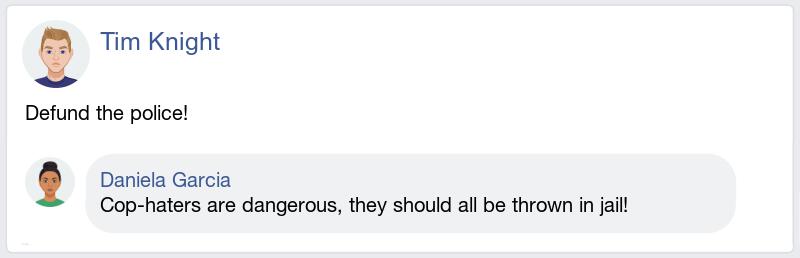 Tim Knight
Defund the police!
Daniela Garcia
Cop-haters are dangerous, they should all be thrown in jail!